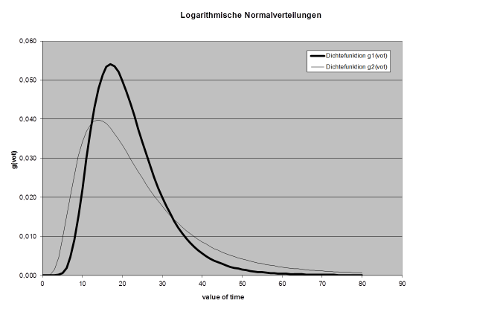 Logarithmische Normalverteilungen
0,060
0,050
0,040
0,030
0,020
0,010
0,000
g(vot)
Dichtefunktion g1(vot)
Dichtefunktion g2(vot)
0 10 20 30 40 50 60 70 80 90
value of time